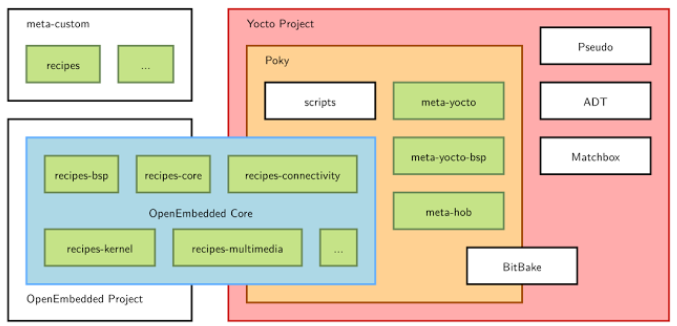 meta-custom
recipes
...
Yocto Project
Poky
scripts
meta-yocto
meta-yocto-bsp
meta-hob
Pseudo
ADT
Matchbox
BitBake
recipes-bsp
recipes-core
recipes-connectivity
OpenEmbedded Core
recipes-kernel
recipes-multimedia
...
OpenEmbedded Project